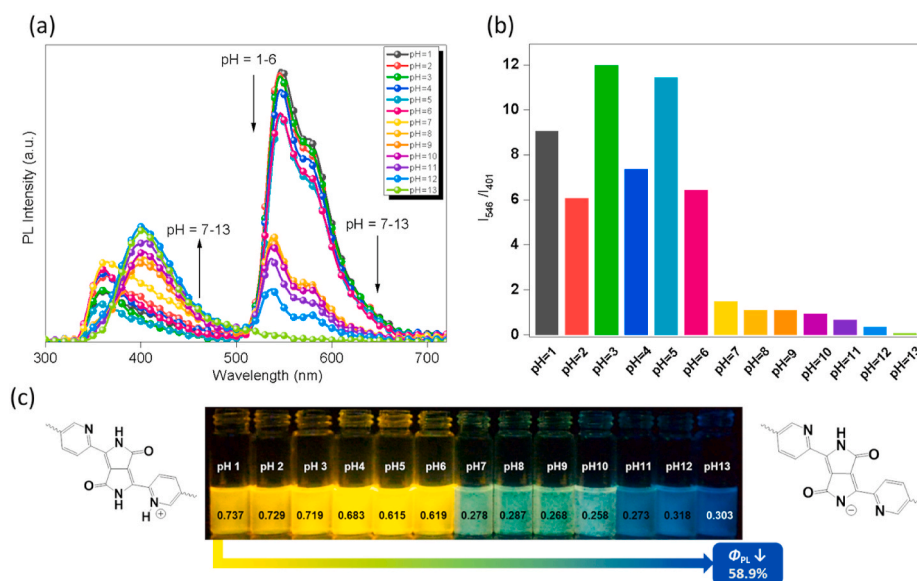 (a)
pH = 1-6
pH = 7-13
pH = 7-13
pH=1
pH=2
pH=3
pH=4
pH=5
pH=6
pH=7
pH=8
pH=9
pH=10
pH=11
pH=12
pH=13
PL Intensity (a.u.)
300 400 500 600 700
Wavelength (nm)
(b)
I546 /I401
12
10
8
6
4
2
0
pH=1 pH=2 pH=3 pH=4 pH=5 pH=6 pH=7 pH=8 pH=9 pH=10 pH=11 pH=12 pH=13
(c)
N
NH
O
O
HN
N
H
+
pH 1 pH 2 pH 3 pH4 pH5 pH6 pH7 pH8 pH9 pH10 pH11 pH12 pH13
0.737 0.729 0.719 0.683 0.615 0.619 0.278 0.287 0.268 0.258 0.273 0.318 0.303
N
NH
O
O
N
−
N
ΦPL ↓
58.9%